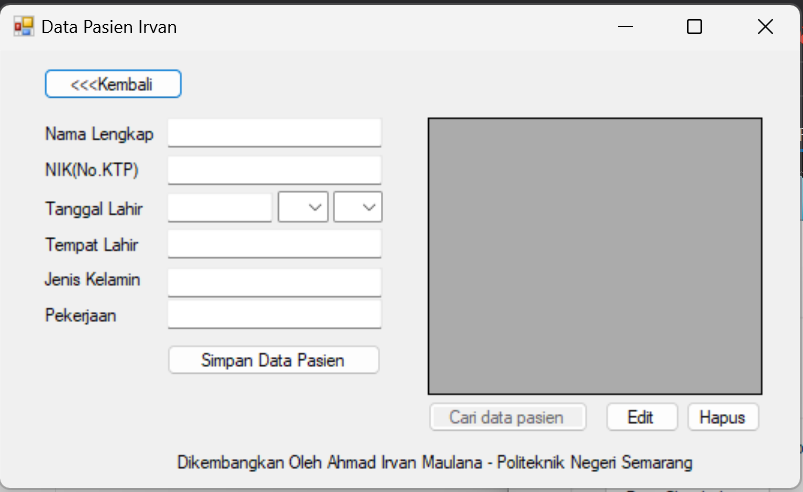 Data Pasien Irvan
<<<Kembali
Nama Lengkap
NIK(No.KTP)
Tanggal Lahir
Tempat Lahir
Jenis Kelamin
Pekerjaan
Simpan Data Pasien
Cari data pasien Edit Hapus
Dikembangkan Oleh Ahmad Irvan Maulana - Politeknik Negeri Semarang